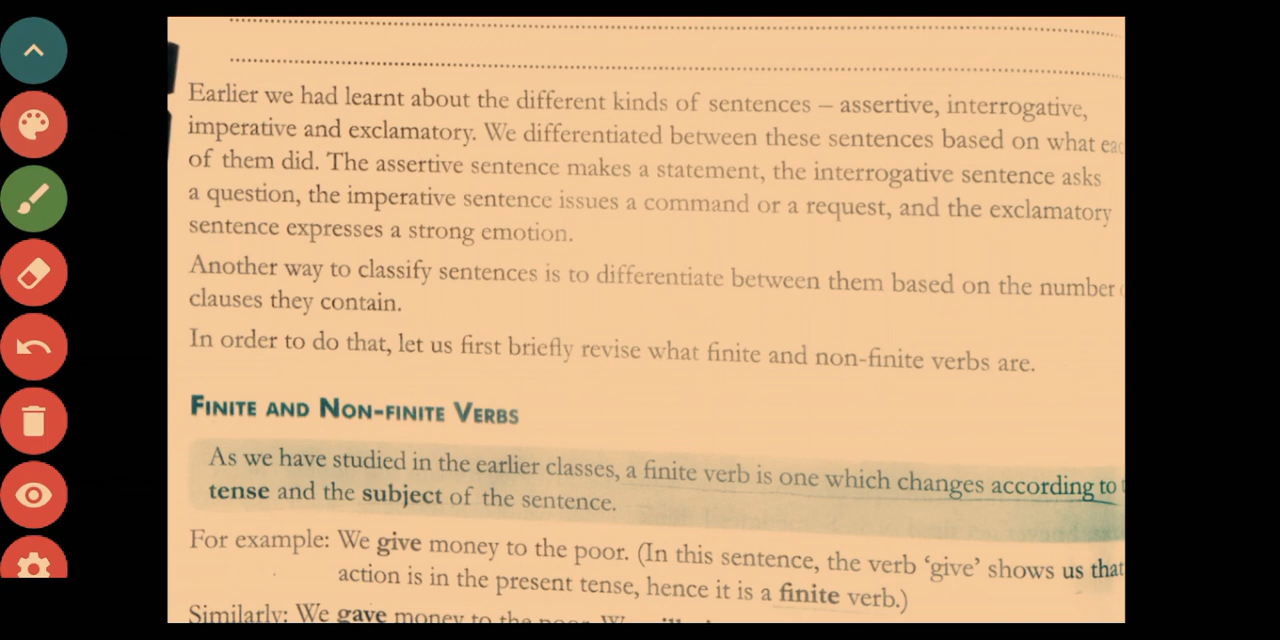 Earlier we had learnt about the different kinds of sentences – assertive, interrogative,
imperative and exclamatory. We differentiated between these sentences based on what
of them did. The assertive sentence makes a statement, the interrogative sentence asks
a question, the imperative sentence issues a command or a request, and the exclamatory
sentence expresses a strong emotion.
Another way to classify sentences is to differentiate between them based on the number
clauses they contain.
In order to do that, let us first briefly revise what finite and non-finite verbs are.
FINITE AND NON-FINITE VERBS
As we have studied in the earlier classes, a finite verb is one which changes according to
tense and the subject of the sentence.
For example: We give money to the poor. (In this sentence, the verb ‘give’ shows us that
action is in the present tense, hence it is a finite verb.)
Similarly: We gave money to the poor.